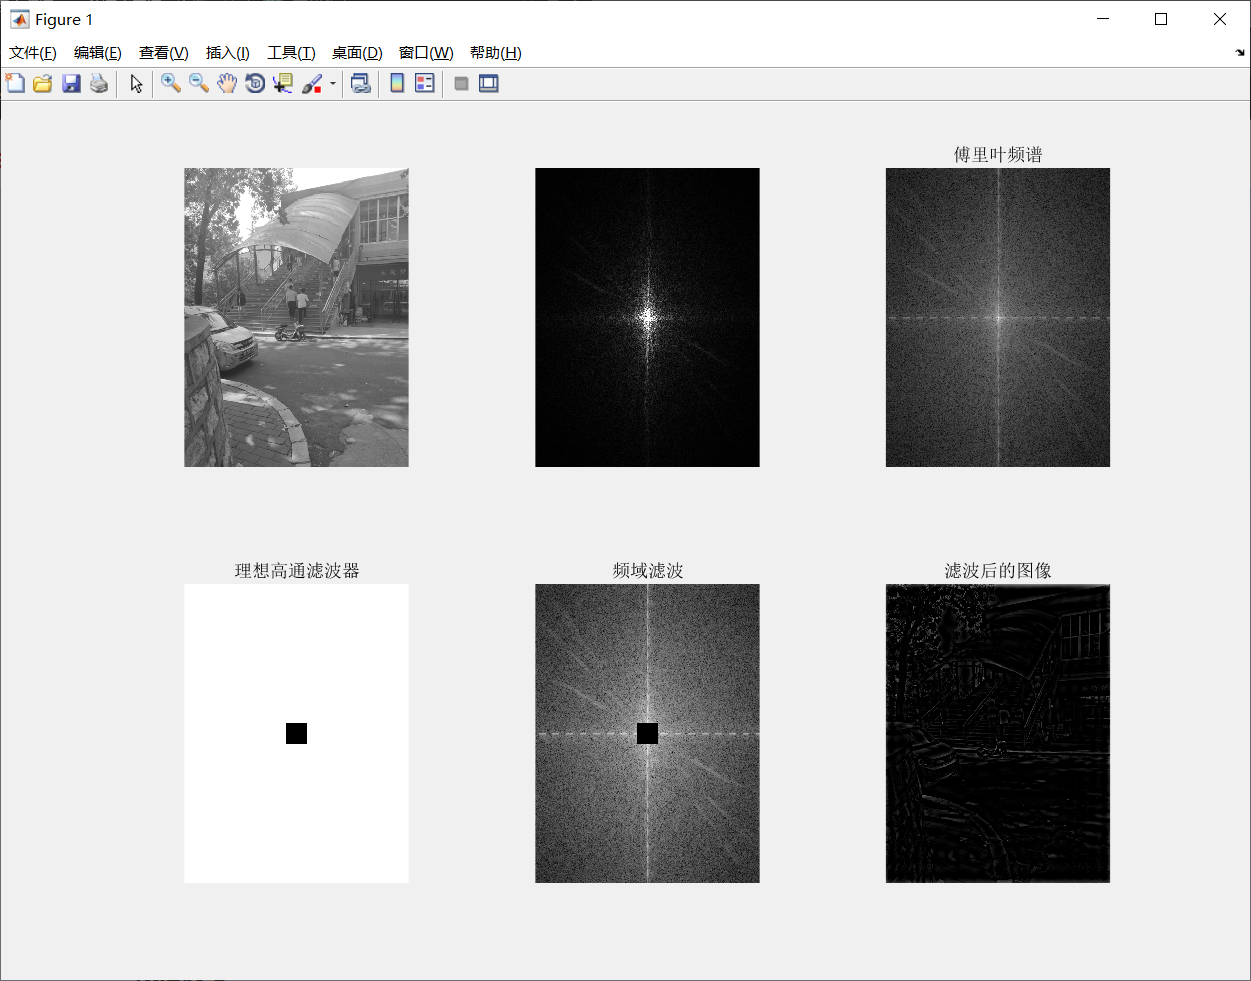 Figure 1
文件(F) 编辑(E) 查看(V) 插入(I) 工具(T) 桌面(D) 窗口(W) 帮助(H)
傅里叶频谱
理想高通滤波器 频域滤波 滤波后的图像